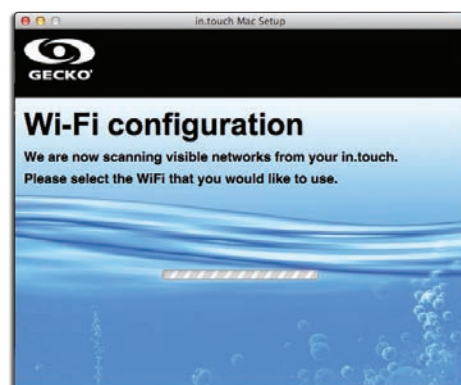 in.touch Mac Setup
GECKO
Wi-Fi configuration
We are now scanning visible networks from your in.touch.
Please select the WiFi that you would like to use.